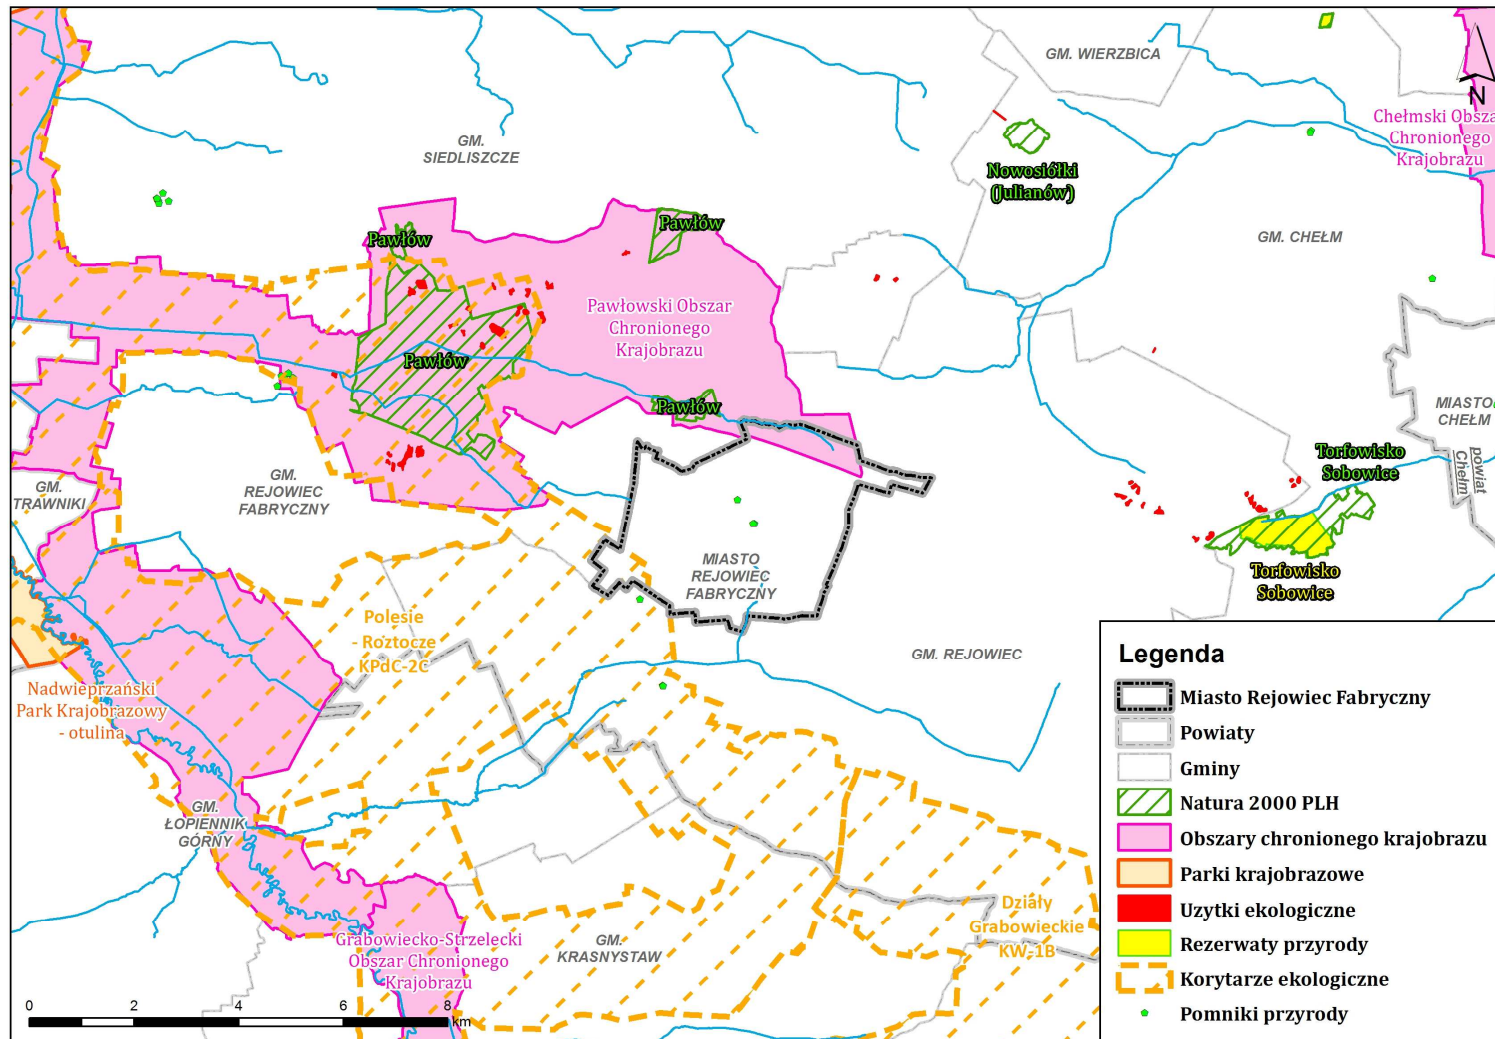 GM. WIERZBICA
N
Chełmski Obsza
Chronionego
Krajobrazu
GM.
SIEDLISZCZE
Nowosiółki
(Julianów)
Pawłów
Pawłów
GM. CHEŁM
Pawłowski Obszar
Chronionego
Krajobrazu
Pawłów
Pawłów
MIASTO
CHEŁM
powiat
Chełm
Torfowisko
Sobowice
GM.
TRAWNIKI
GM.
REJOWIEC
FABRYCZNY
MIASTO
REJOWIEC
FABRYCZNY
Torfowisko
Sobowice
Polesie
- Roztocze
KPdC-2C
GM. REJOWIEC
Nadwieprzański
Park Krajobrazowy
- otulina
GM.
ŁOPIENNIK
GÓRNY
Działy
Grabowieckie
KW-1B
Grabowiecko-Strzelecki
Obszar Chronionego
Krajobrazu
GM.
KRASNYSTAW
0 2 4 6 8
km
Legenda
Miasto Rejowiec Fabryczny
Powiaty
Gminy
Natura 2000 PLH
Obszary chronionego krajobrazu
Parki krajobrazowe
Uzytki ekologiczne
Rezerwaty przyrody
Korytarze ekologiczne
Pomniki przyrody